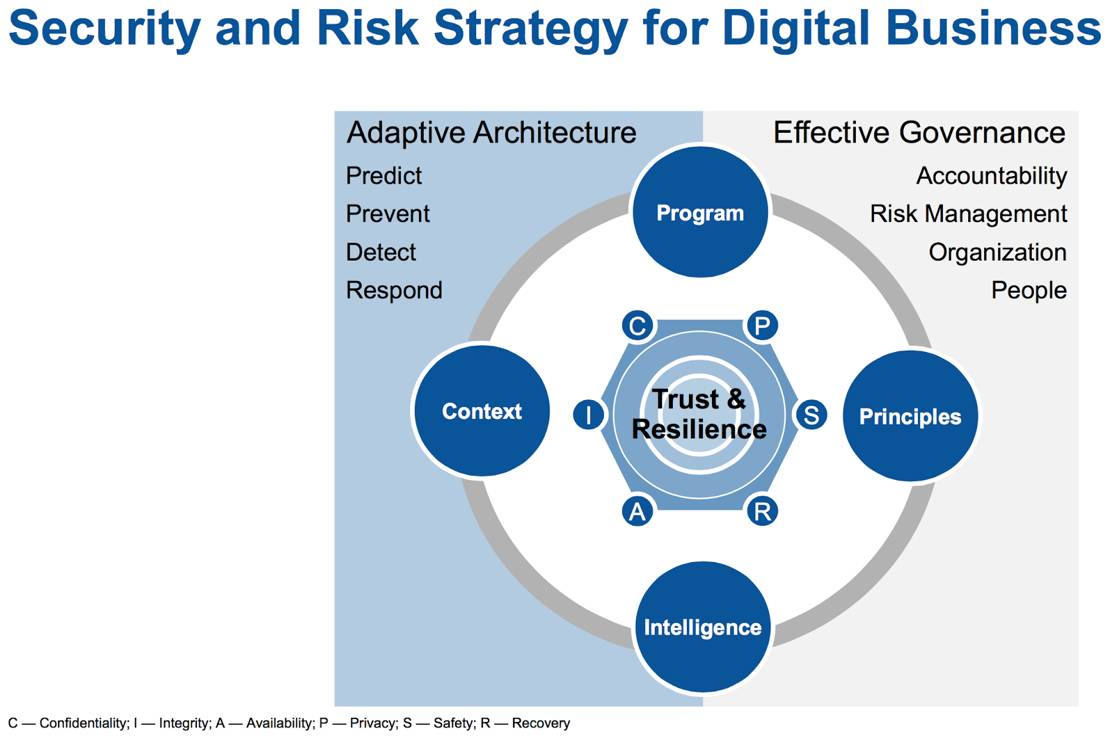 Security and Risk Strategy for Digital Business
Adaptive Architecture
Predict
Prevent
Detect
Respond
Effective Governance
Accountability
Risk Management
Organization
People
Program
Context
Principles
Intelligence
C
P
I
S
A
R
Trust &
Resilience
C — Confidentiality; I — Integrity; A — Availability; P — Privacy; S — Safety; R — Recovery